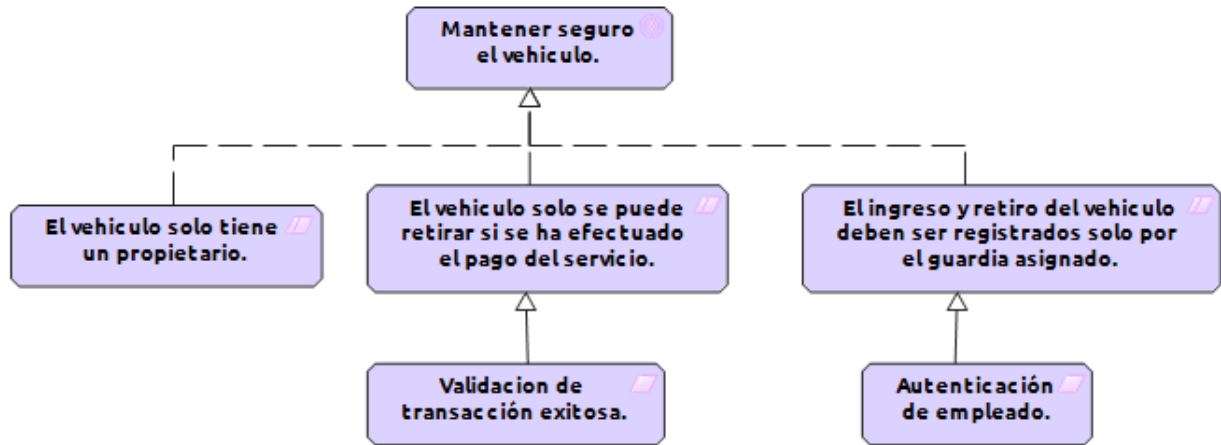 Mantener seguro
el vehiculo.
El vehiculo solo tiene
un propietario.
El vehiculo solo se puede
retirar si se ha efectuado
el pago del servicio.
El ingreso y retiro del vehiculo
deben ser registrados solo por
el guardia asignado.
Validacion de
transacción exitosa.
Autenticación
de empleado.